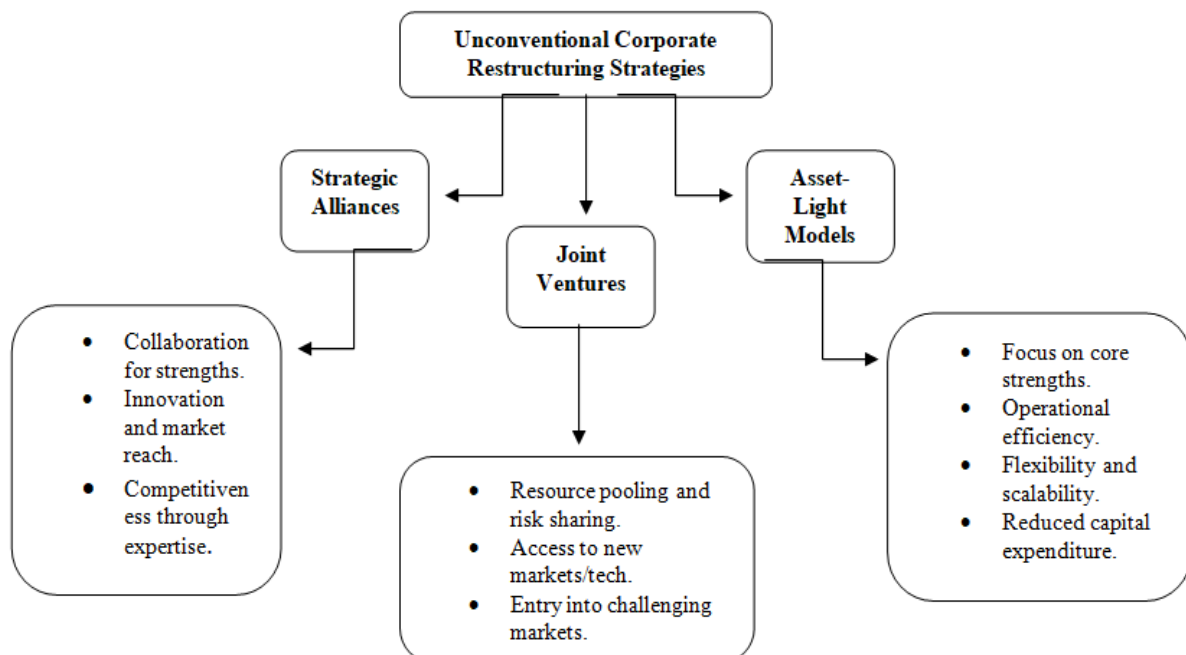 Unconventional Corporate
Restructuring Strategies
Strategic
Alliances
Joint
Ventures
Asset-
Light
Models
• Collaboration
for strengths.
• Innovation
and market
reach.
• Competitiven
ess through
expertise.
• Resource pooling and
risk sharing.
• Access to new
markets/tech.
• Entry into challenging
markets.
• Focus on core
strengths.
• Operational
efficiency.
• Flexibility and
scalability.
• Reduced capital
expenditure.